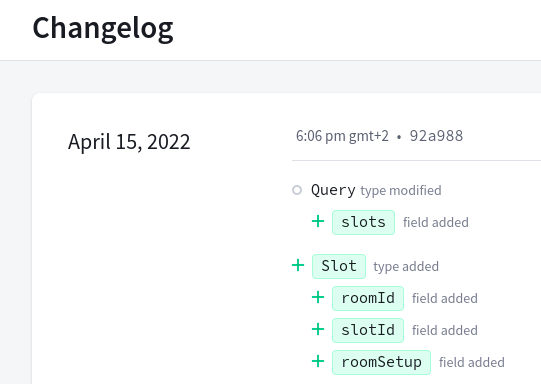 Changelog
April 15, 2022
6:06 pm gmt+2 • 92a988
Query type modified
+ slots field added
+ Slot type added
+ roomId field added
+ slotId field added
+ roomSetup field added